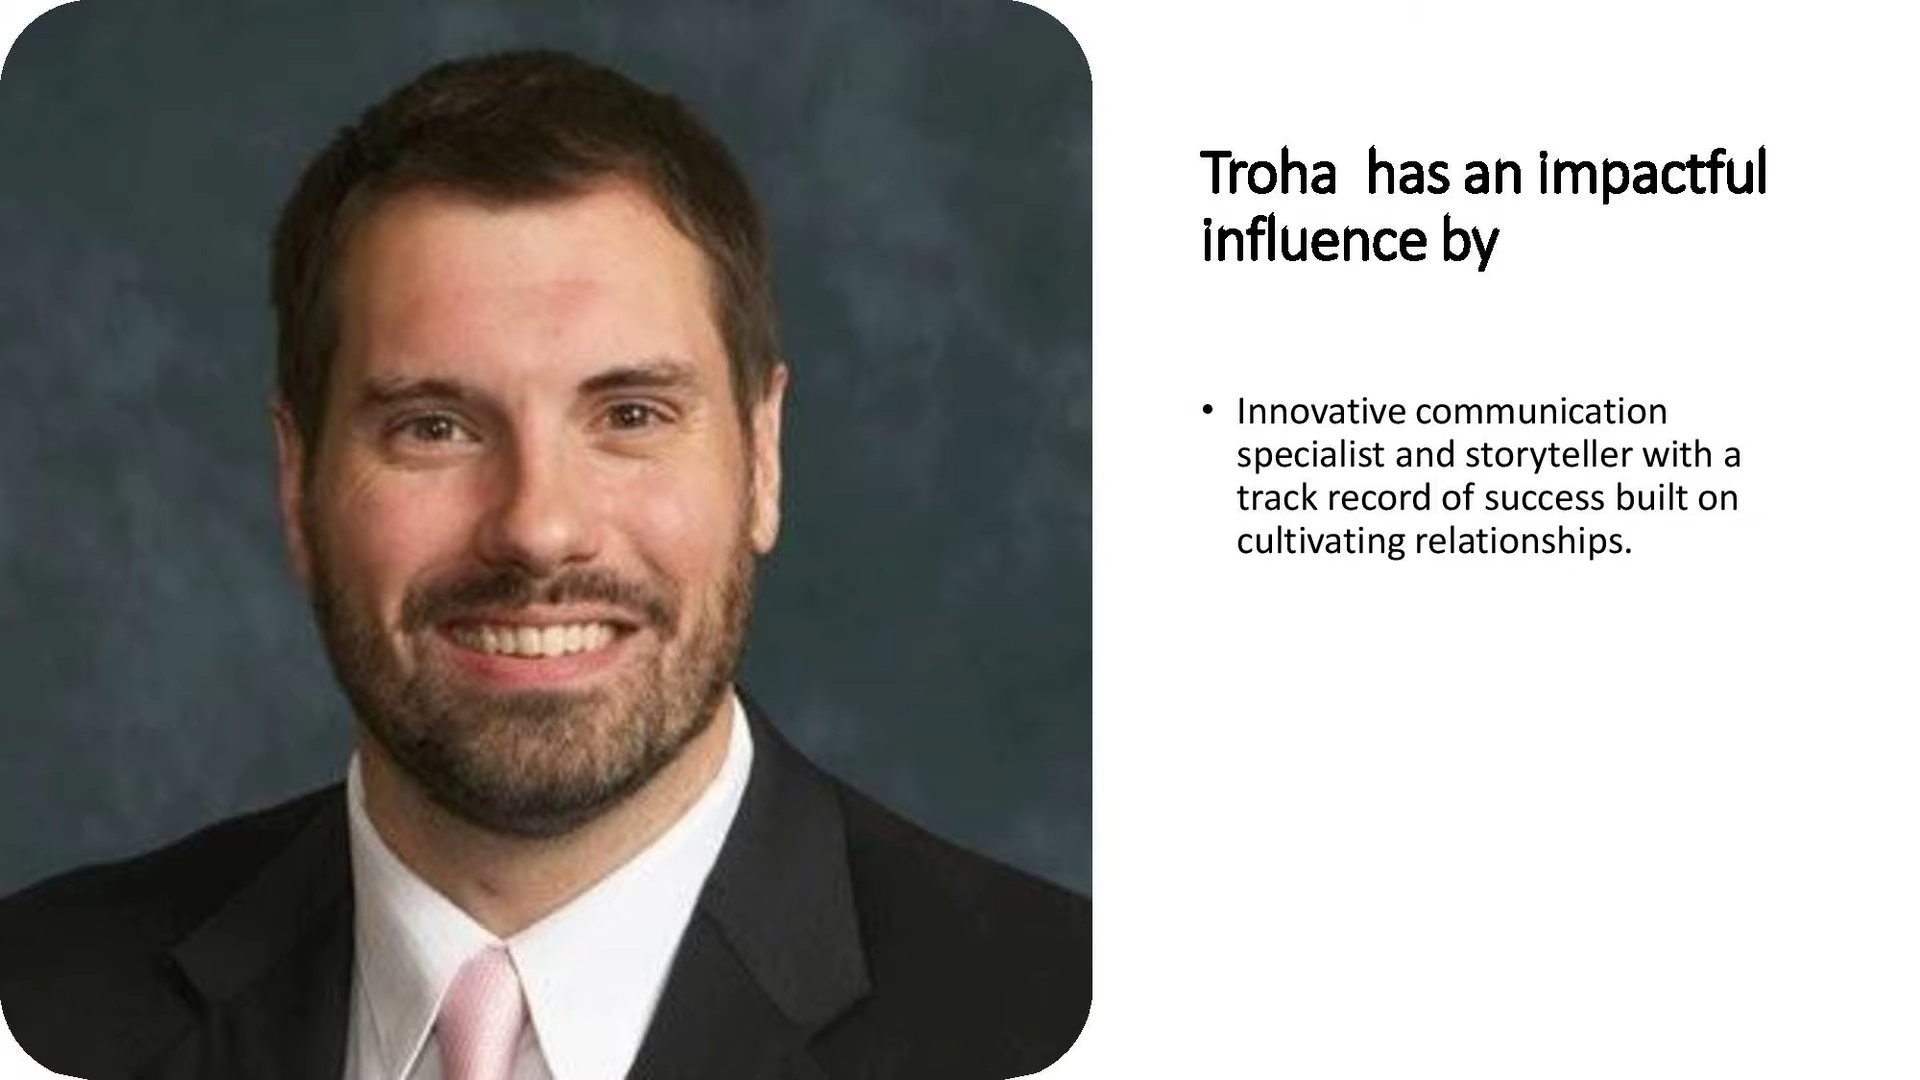 Troha  has an impactful
influence by
• Innovative communication
specialist and storyteller with a
track record of success built on
cultivating relationships.